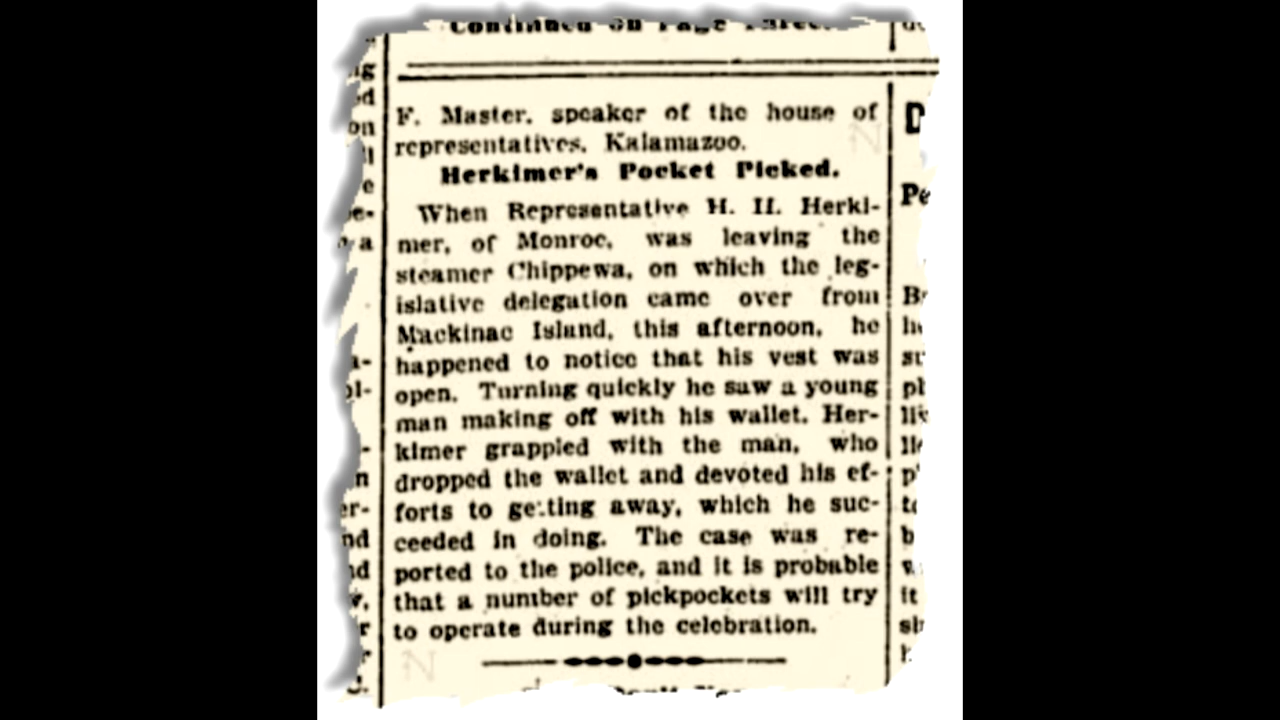 Continued on Page Three.
F. Master, speaker of the house of
representatives, Kalamazoo.
Herkimer's Pocket Picked.
When Representative H. H. Herki-
mer, of Monroe, was leaving the
steamer Chippewa, on which the leg-
islative delegation came over from
Mackinac Island, this afternoon, he
happened to notice that his vest was
open. Turning quickly he saw a young
man making off with his wallet. Her-
kimer grappled with the man, who
dropped the wallet and devoted his ef-
forts to getting away, which he suc-
ceeded in doing. The case was re-
ported to the police, and it is probable
that a number of pickpockets will try
to operate during the celebration.